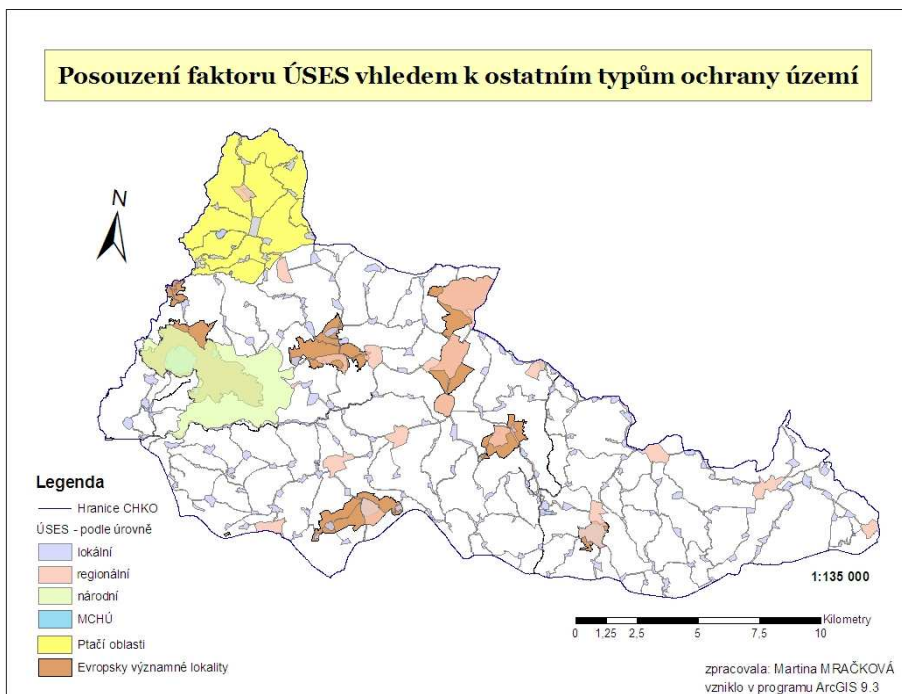 Posouzení faktoru ÚSES vhledem k ostatním typům ochrany území
N
Legenda
Hranice CHKO
ÚSES - podle úrovně
lokální
regionální
národní
MCHÚ
Ptačí oblasti
Evropsky významné lokality
1:135 000
Kilometry
0 1,25 2,5 5 7,5 10
zpracovala: Martina MRAČKOVÁ
vzniklo v programu ArcGIS 9.3